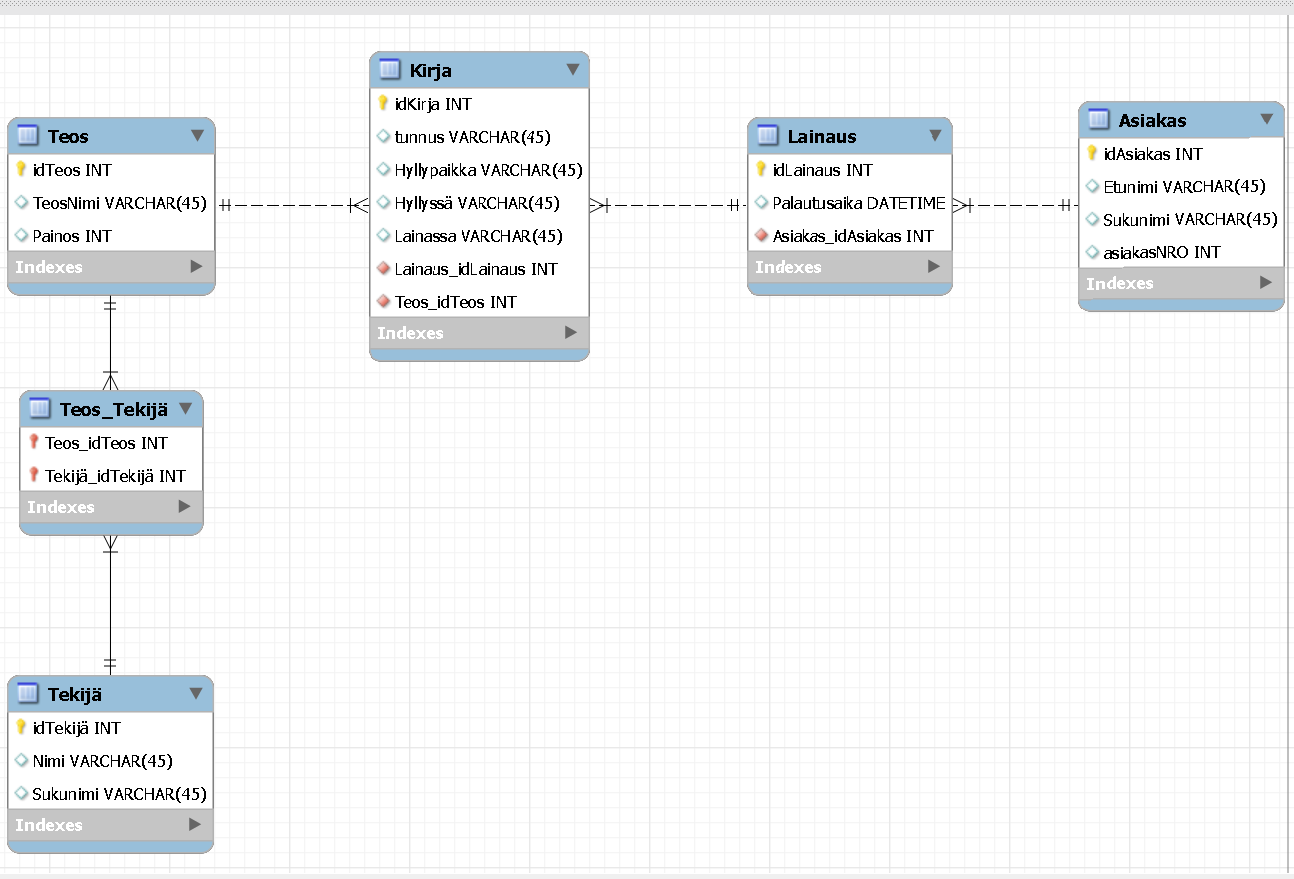 Teos
idTeos INT
TeosNimi VARCHAR(45)
Painos INT
Indexes
Kirja
idKirja INT
tunnus VARCHAR(45)
Hyllypaikka VARCHAR(45)
Hyllyssä VARCHAR(45)
Lainassa VARCHAR(45)
Lainaus_idLainaus INT
Teos_idTeos INT
Indexes
Lainaus
idLainaus INT
Palautusaika DATETIME
Asiakas_idAsiakas INT
Indexes
Asiakas
idAsiakas INT
Etunimi VARCHAR(45)
Sukunimi VARCHAR(45)
asiakasNRO INT
Indexes
Teos_Tekijä
Teos_idTeos INT
Tekijä_idTekijä INT
Indexes
Tekijä
idTekijä INT
Nimi VARCHAR(45)
Sukunimi VARCHAR(45)
Indexes